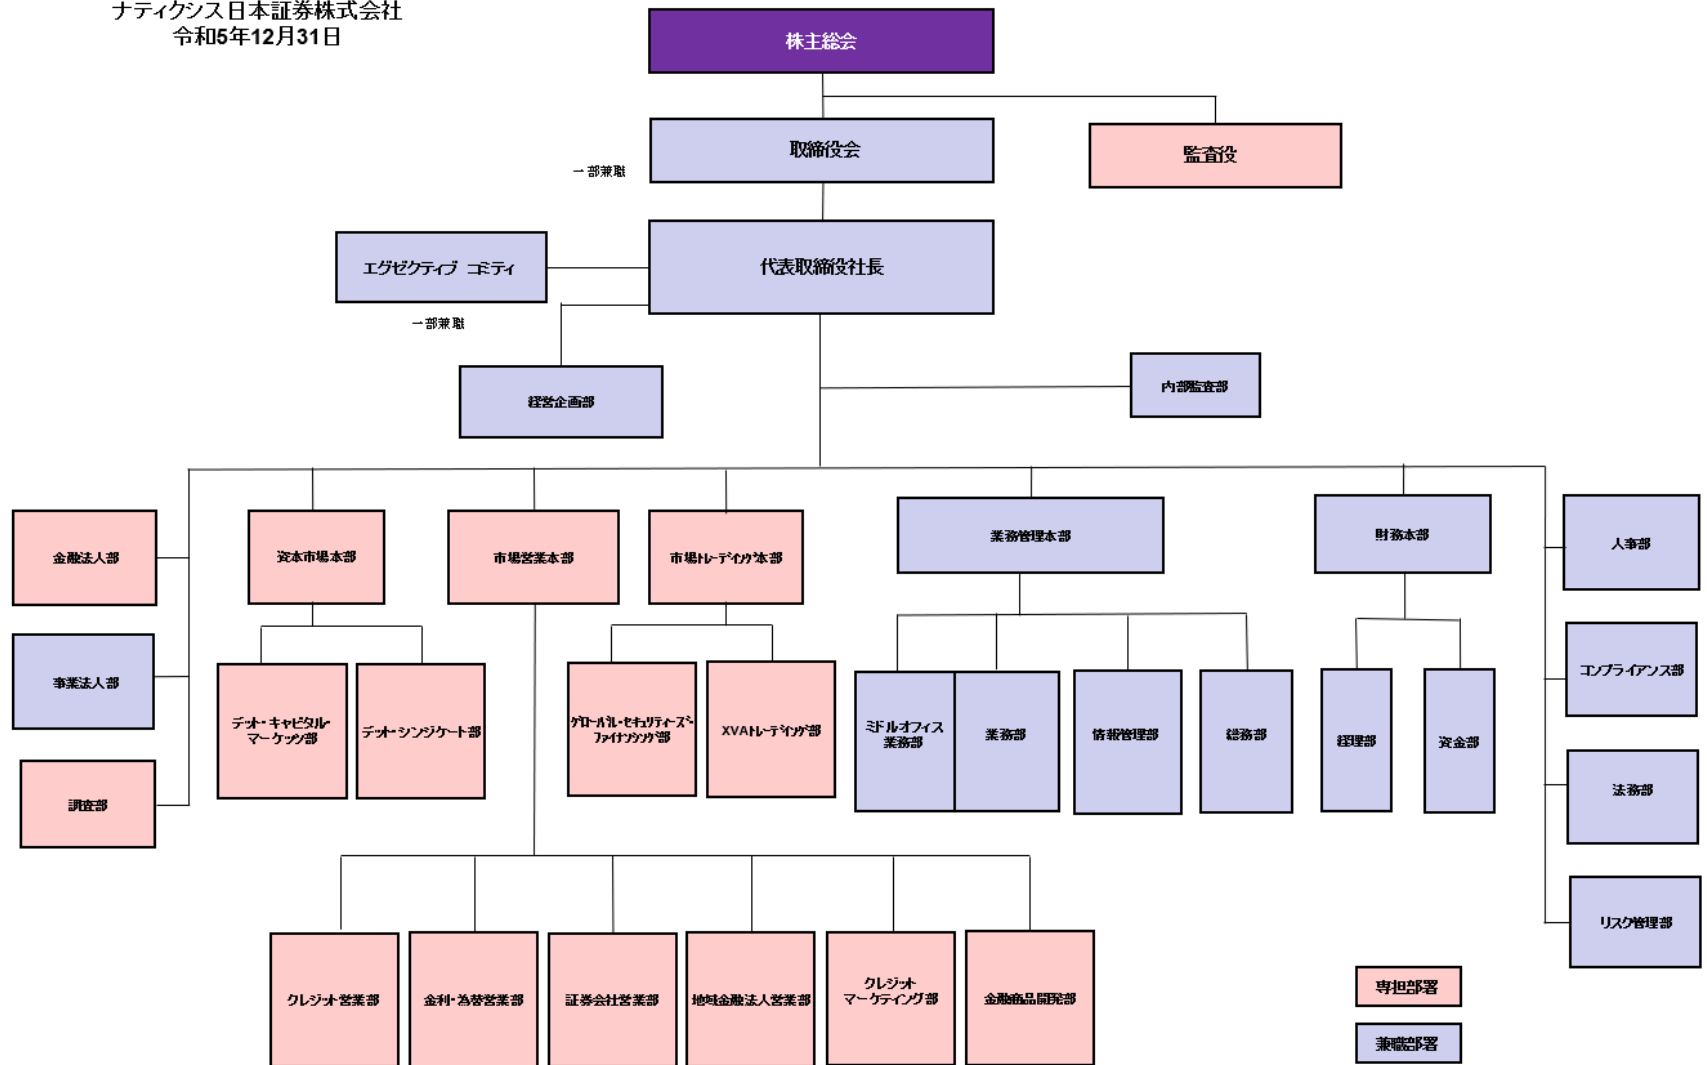 ナティクシス日本証券株式会社
令和5年12月31日
株主総会
取締役会
監査役
一部兼職
エグゼクティブ コミティ
代表取締役社長
一部兼職
経営企画部
内部監査部
金融法人部
資本市場本部
市場営業本部
市場トレーディング本部
業務管理本部
財務本部
人事部
事業法人部
コンプライアンス部
デット・キャピタル・
マーケッツ部
デット・シンジケート部
グローバル・セキュリティーズ・
ファイナンシング部
XVAトレーディング部
ミドルオフィス
業務部
業務部
情報管理部
総務部
経理部
資金部
調査部
法務部
リスク管理部
クレジット営業部
金利・為替営業部
証券会社営業部
地域金融法人営業部
クレジット
マーケティング部
金融商品開発部
専担部署
兼職部署